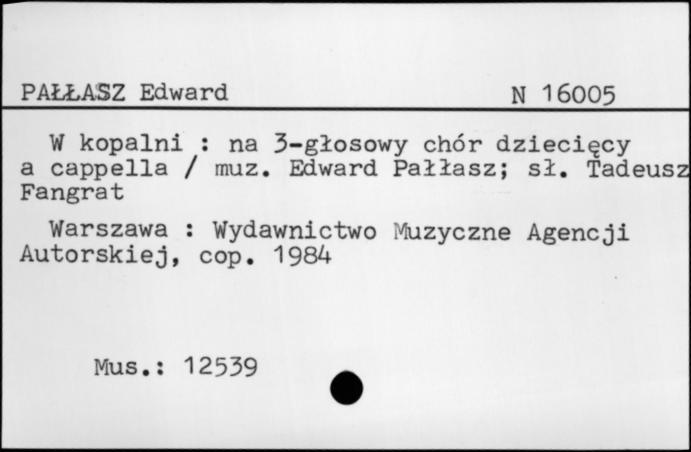 PAŁŁASZ Edward N 16005
W kopalni : na 3-głosowy chór dziecięcy
a cappella / muz. Edward Pałłasz; sł. Tadeusz
Fangrat
Warszawa : Wydawnictwo Muzyczne Agencji
Autorskiej, cop. 1984
Mus.: 12539